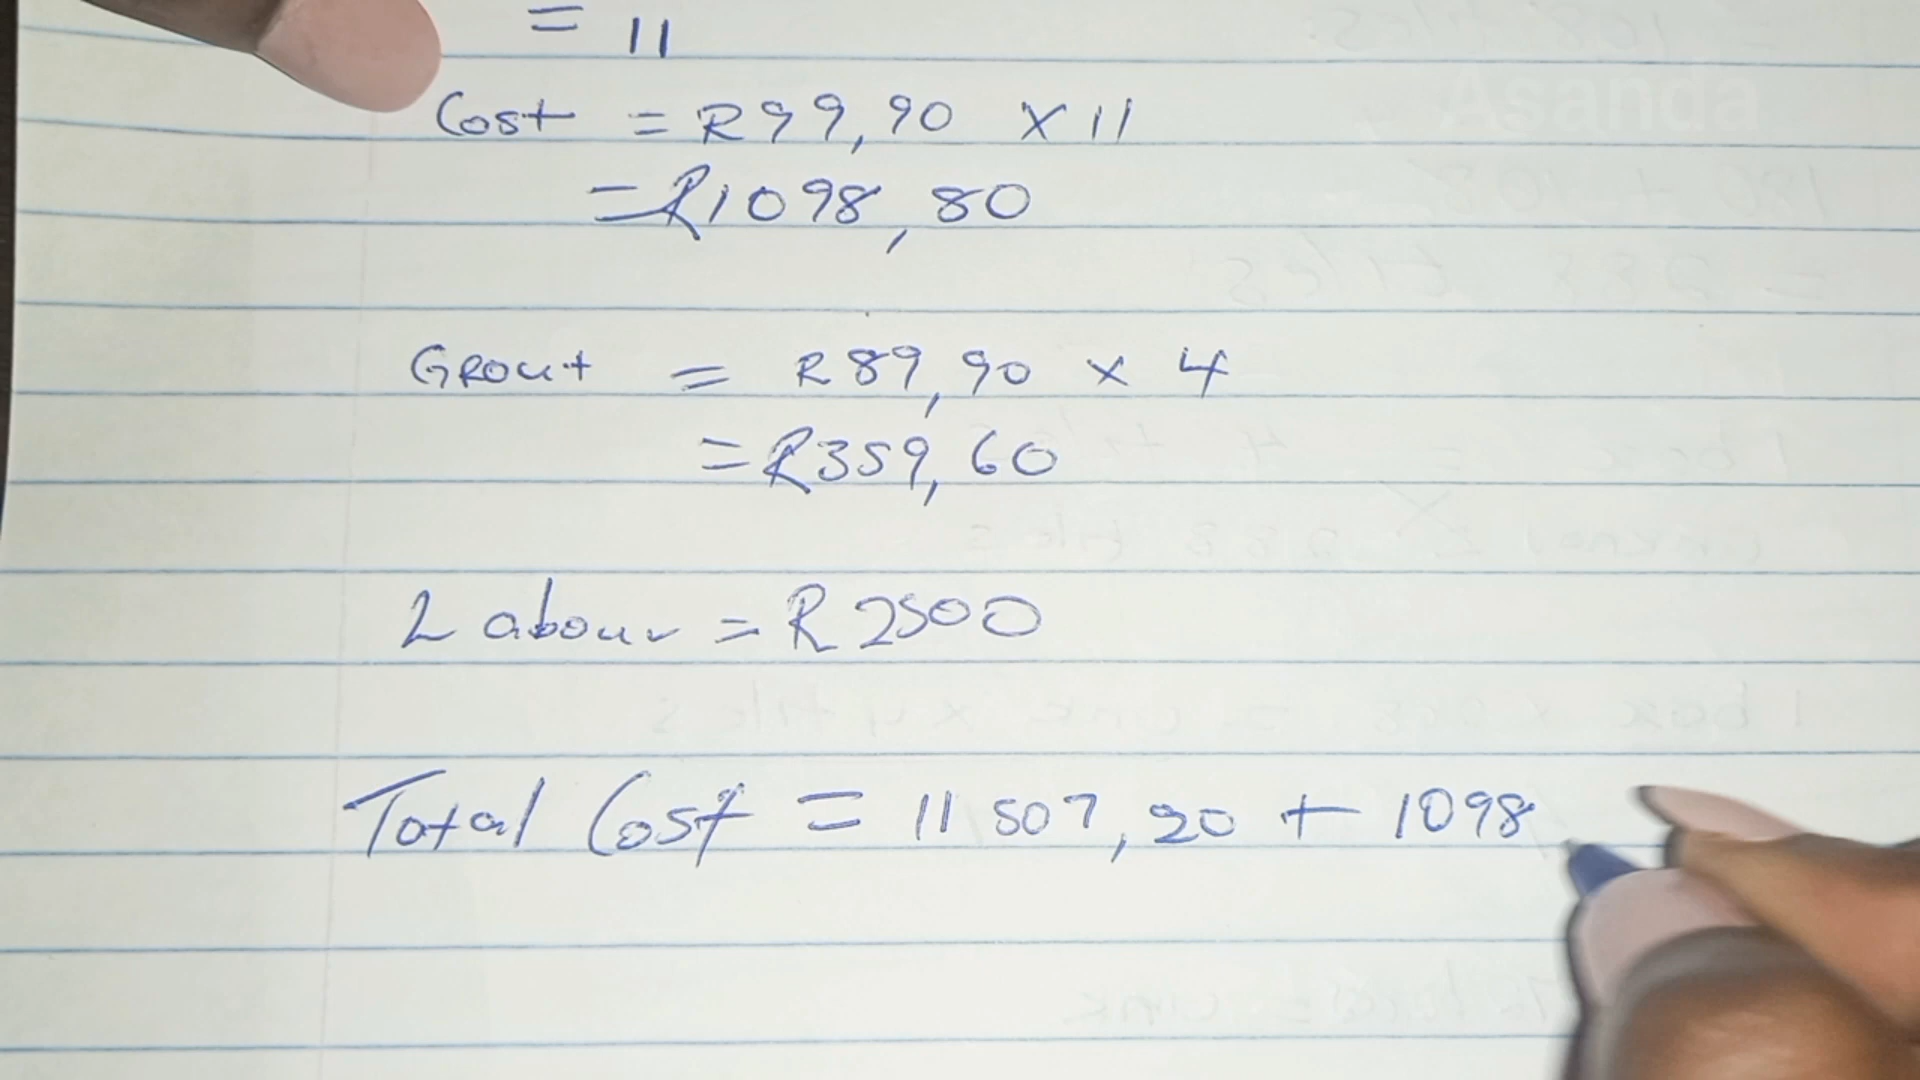 = 11
Cost = R99,90 x 11
= R1098,80
Grout = R89,90 x 4
= R359,60
Labour = R2500
Total Cost = 11 507,20 + 1098
Asanda